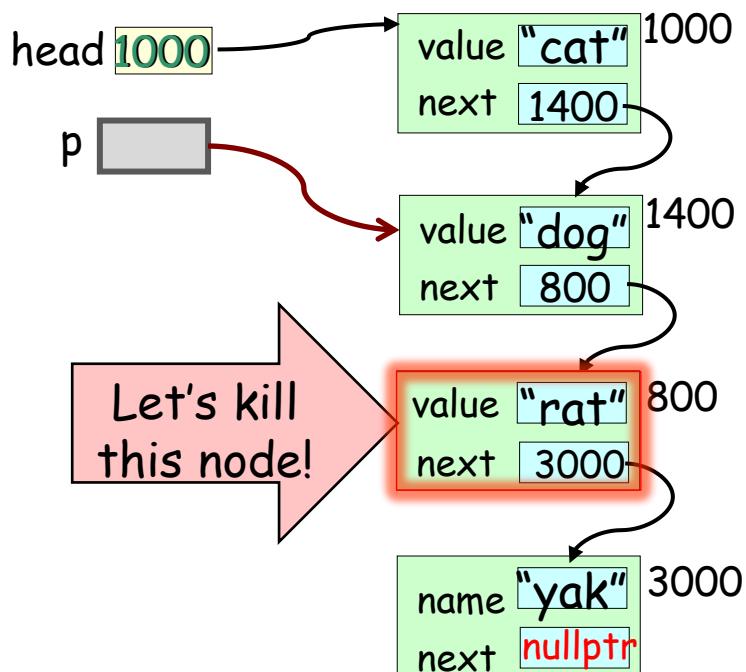 head 1000
value "cat" 1000
next 1400
p
value "dog" 1400
next 800
Let's kill
this node!
value "rat" 800
next 3000
name "yak" 3000
next nullptr